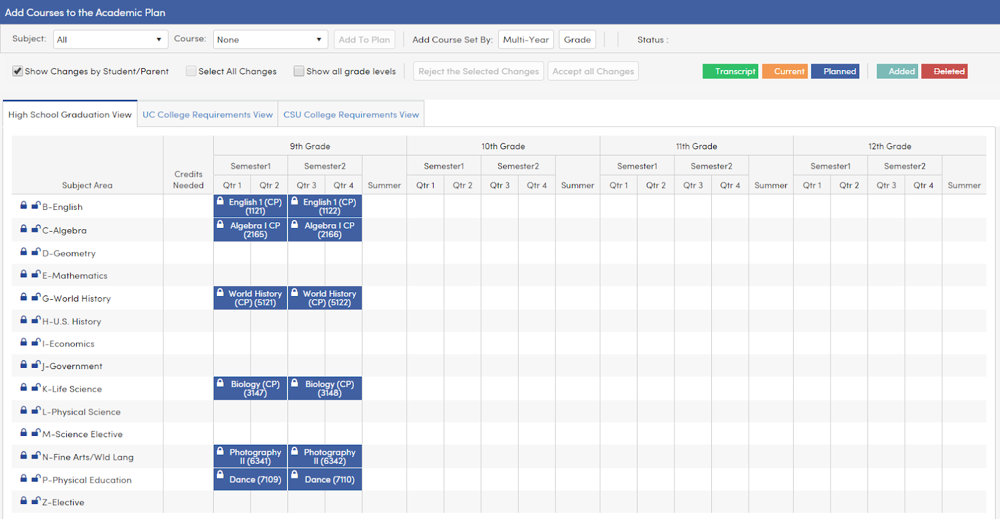 Add Courses to the Academic Plan
Subject: All Course: None Add To Plan Add Course Set By: Multi-Year Grade Status :
Show Changes by Student/Parent Select All Changes Show all grade levels Reject the Selected Changes Accept all Changes Transcript Current Planned Added Deleted
High School Graduation View UC College Requirements View CSU College Requirements View
9th Grade 10th Grade 11th Grade 12th Grade
Semester1 Semester2 Semester1 Semester2 Semester1 Semester2 Semester1 Semester2
Subject Area Credits Needed Qtr 1 Qtr 2 Qtr 3 Qtr 4 Summer Qtr 1 Qtr 2 Qtr 3 Qtr 4 Summer Qtr 1 Qtr 2 Qtr 3 Qtr 4 Summer Qtr 1 Qtr 2 Qtr 3 Qtr 4 Summer
B-English English 1 (CP) (1121) English 1 (CP) (1122)
C-Algebra Algebra I CP (2165) Algebra I CP (2166)
D-Geometry
E-Mathematics
G-World History World History (CP) (5121) World History (CP) (5122)
H-U.S. History
I-Economics
J-Government
K-Life Science Biology (CP) (3147) Biology (CP) (3148)
L-Physical Science
M-Science Elective
N-Fine Arts/Wld Lang Photography II (6341) Photography II (6342)
P-Physical Education Dance (7109) Dance (7110)
Z-Elective